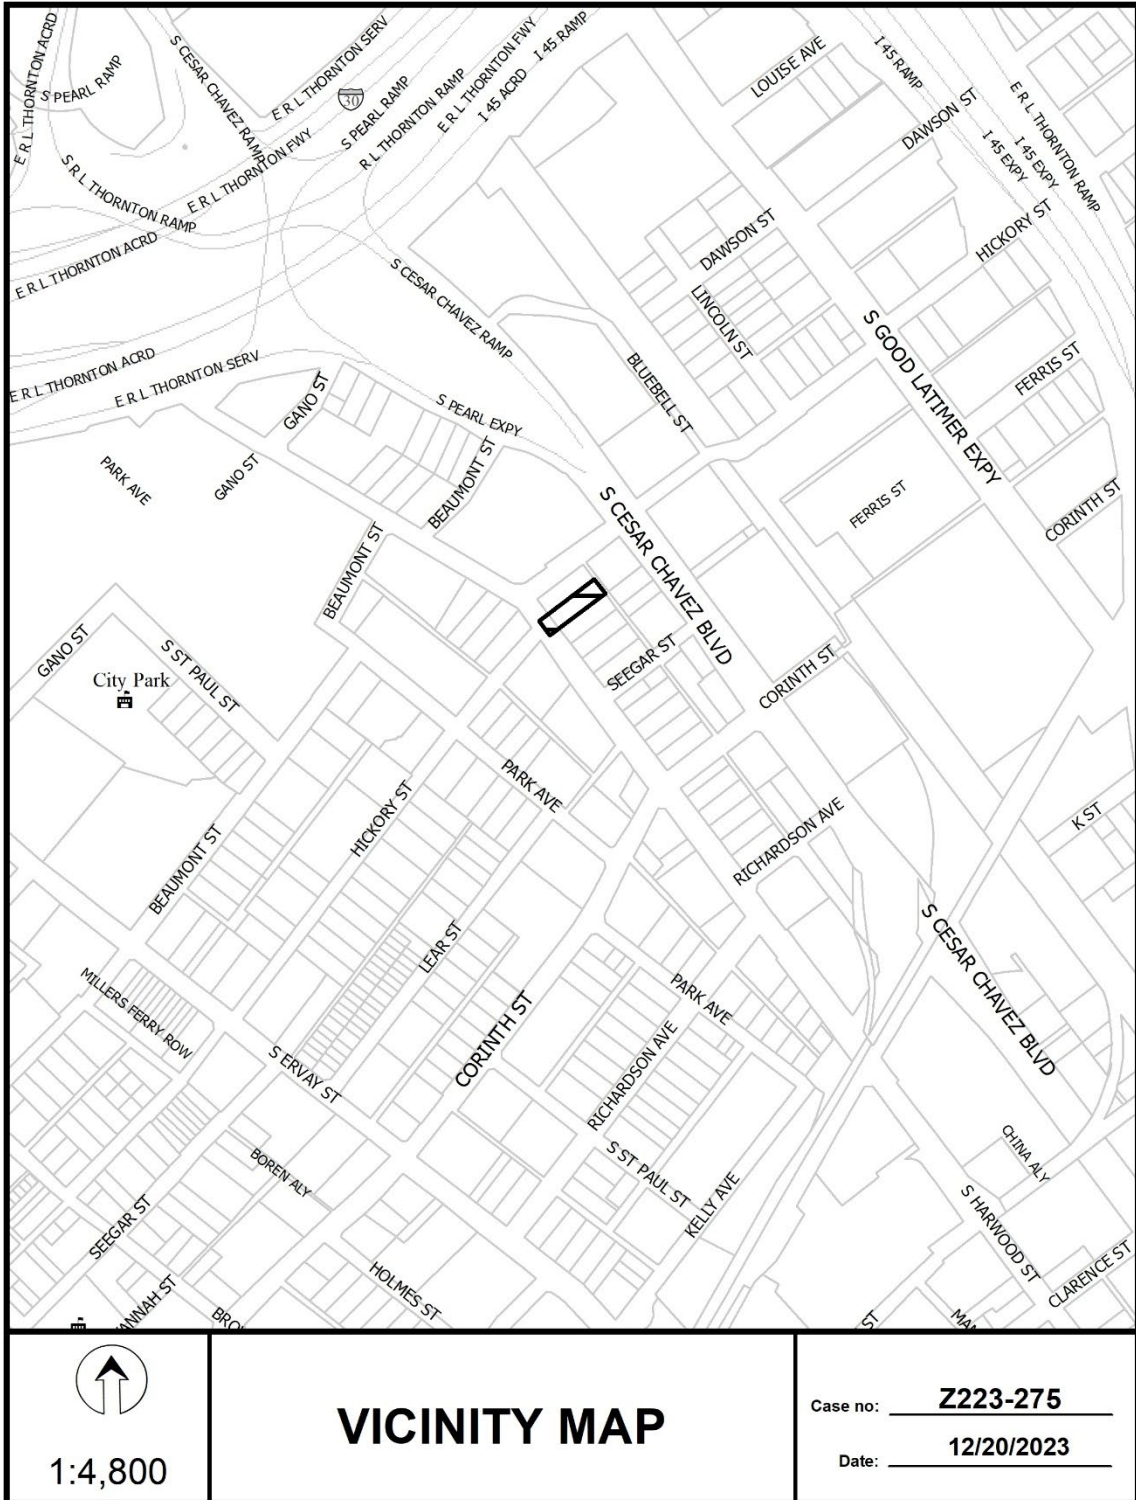 E R L THORNTON ACRD
S PEARL RAMP
S CESAR CHAVEZ RAMP
E R L THORNTON SERV
30
S PEARL RAMP
R L THORNTON RAMP
E R L THORNTON FWY
I 45 ACRD
I 45 RAMP
LOUISE AVE
I 45 RAMP
DAWSON ST
E R L THORNTON RAMP
I 45 EXPY
I 45 EXPY
S R L THORNTON RAMP
E R L THORNTON FWY
E R L THORNTON ACRD
S CESAR CHAVEZ RAMP
DAWSON ST
HICKORY ST
LINCOLN ST
S GOOD LATIMER EXPY
E R L THORNTON ACRD
E R L THORNTON SERV
GANO ST
BLUEBELL ST
FERRIS ST
S PEARL EXPY
PARK AVE
GANO ST
BEAUMONT ST
FERRIS ST
CORINTH ST
S CESAR CHAVEZ BLVD
BEAUMONT ST
GANO ST
S ST PAUL ST
City Park
SEEGAR ST
CORINTH ST
PARK AVE
HICKORY ST
RICHARDSON AVE
K ST
BEAUMONT ST
LEAR ST
S CESAR CHAVEZ BLVD
MILLERS FERRY ROW
PARK AVE
S ERVAY ST
CORINTH ST
RICHARDSON AVE
BOREN ALY
S ST PAUL ST
KELLY AVE
CHINA ALY
SEEGAR ST
S HARWOOD ST
HOLMES ST
CLARENCE ST
ANNAH ST
BRO
ST
MA
1:4,800
VICINITY MAP
Case no: Z223-275
Date: 12/20/2023